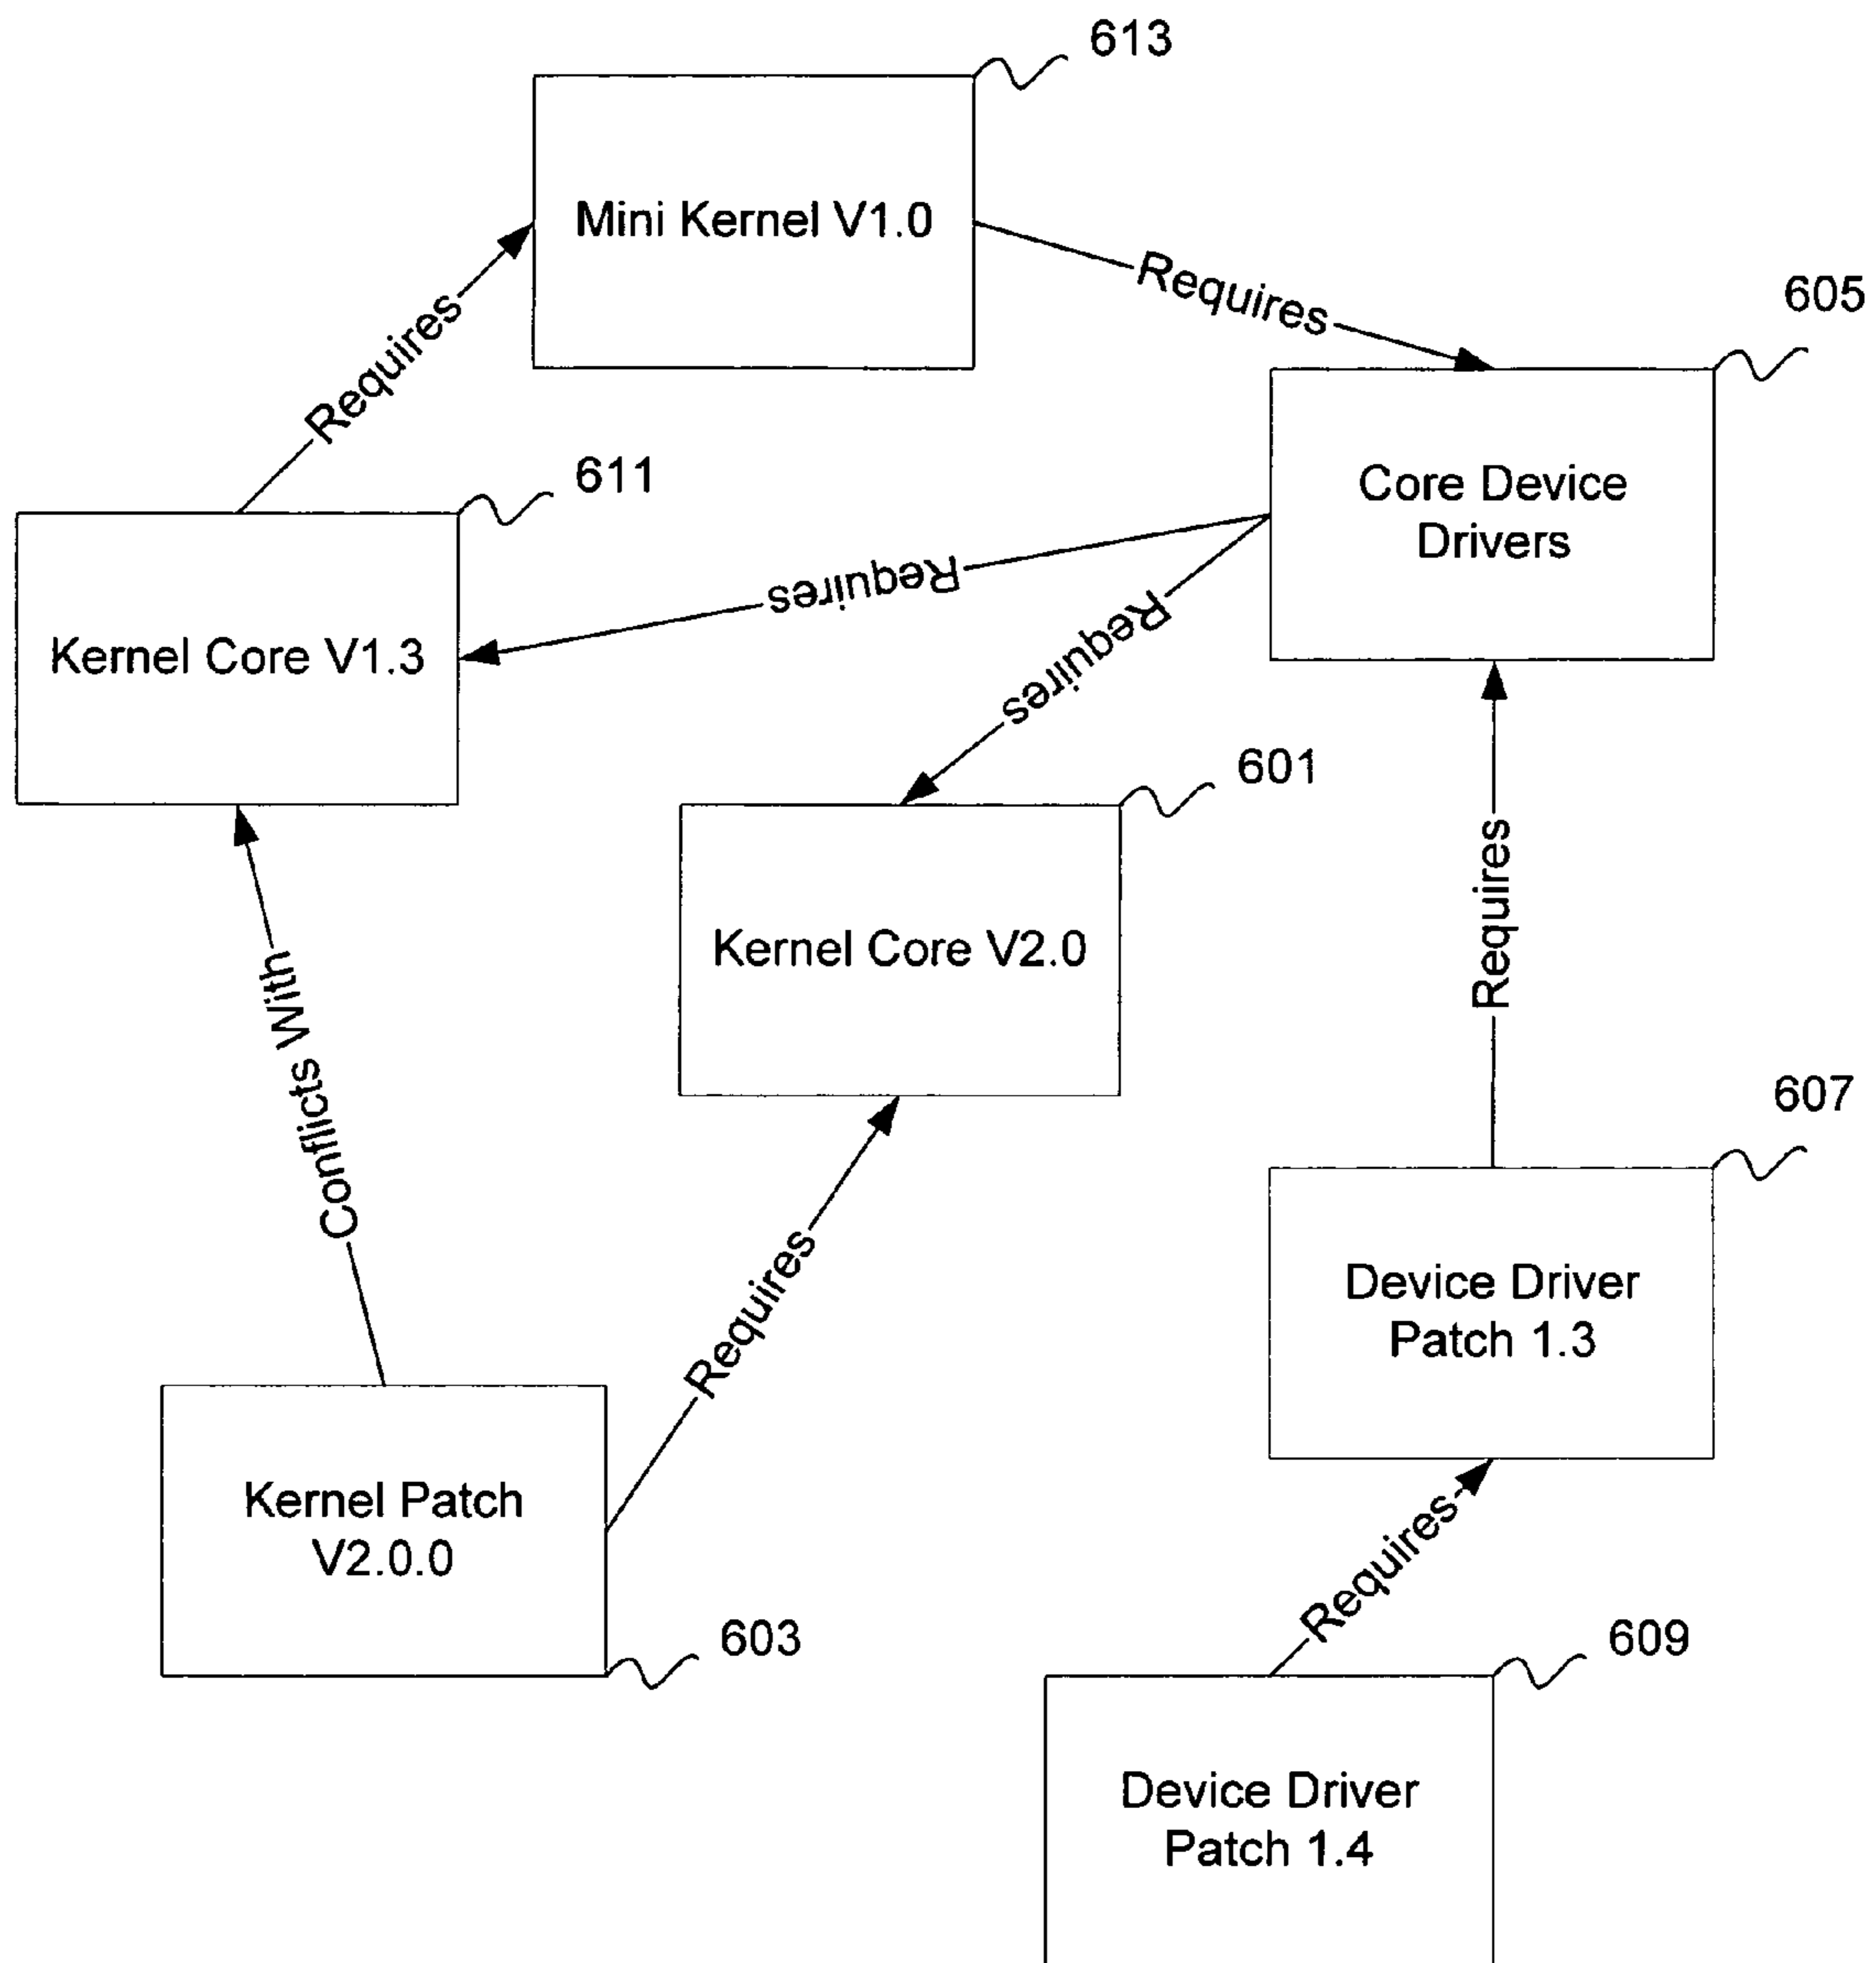 613
Mini Kernel V1.0
Requires
Requires
605
Core Device
Drivers
611
Kernel Core V1.3
Requires
Requires
601
Kernel Core V2.0
Requires
Conflicts With
607
Device Driver
Patch 1.3
Requires
Kernel Patch
V2.0.0
603
Requires
609
Device Driver
Patch 1.4